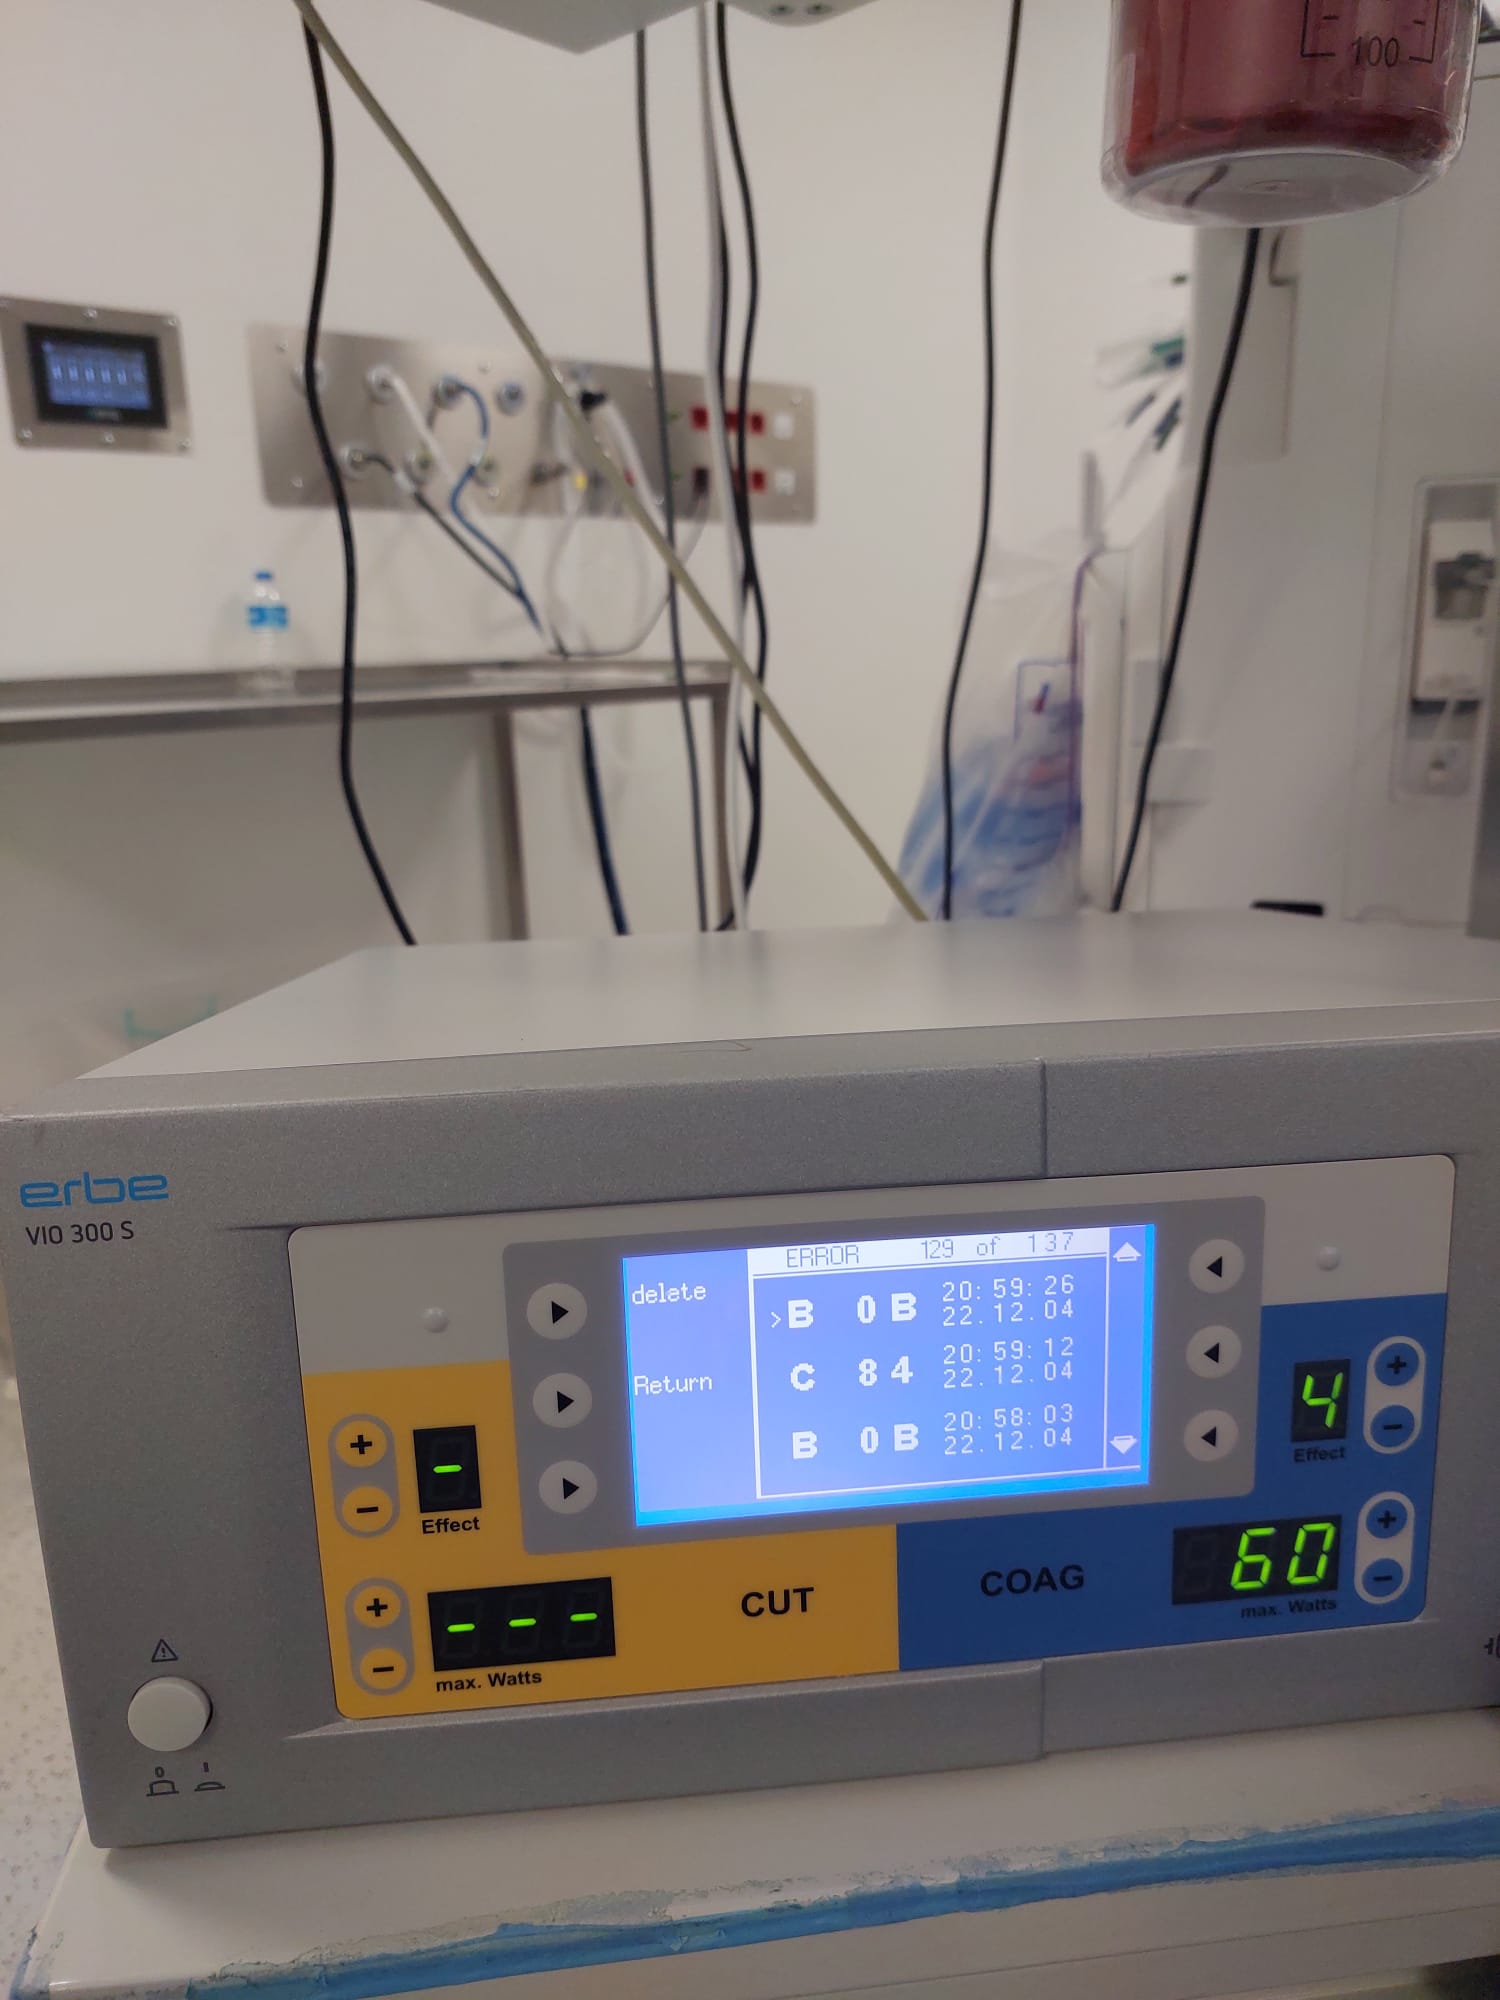 100
erbe
VIO 300 S
delete
Return
ERROR 129 of 137
>B 0B 20:59:26
22.12.04
C 84 20:59:12
22.12.04
B 0B 20:58:03
22.12.04
-
Effect
---
max. Watts
CUT
COAG
4
Effect
60
max. Watts